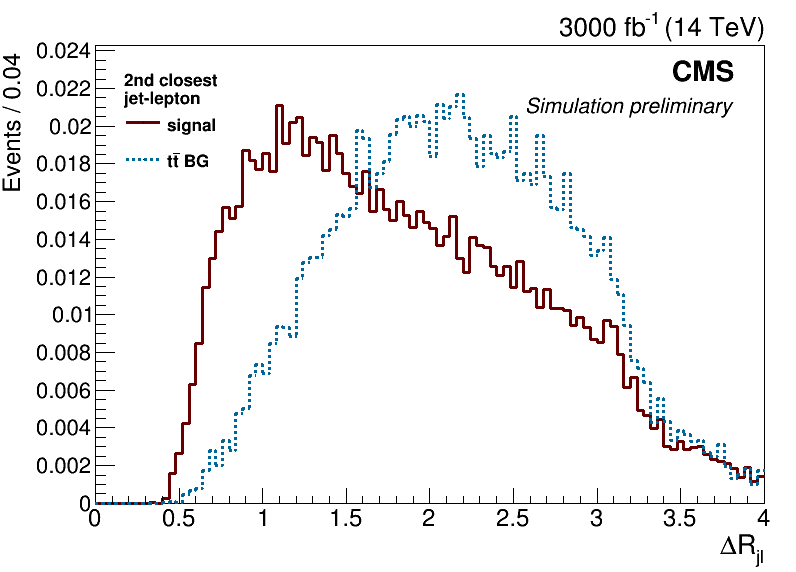 3000 fb⁻¹ (14 TeV)
Events / 0.04
0.024
0.022
0.02
0.018
0.016
0.014
0.012
0.01
0.008
0.006
0.004
0.002
0
CMS
Simulation preliminary
2nd closest
jet-lepton
signal
tt̄ BG
0 0.5 1 1.5 2 2.5 3 3.5 4
ΔR_jl